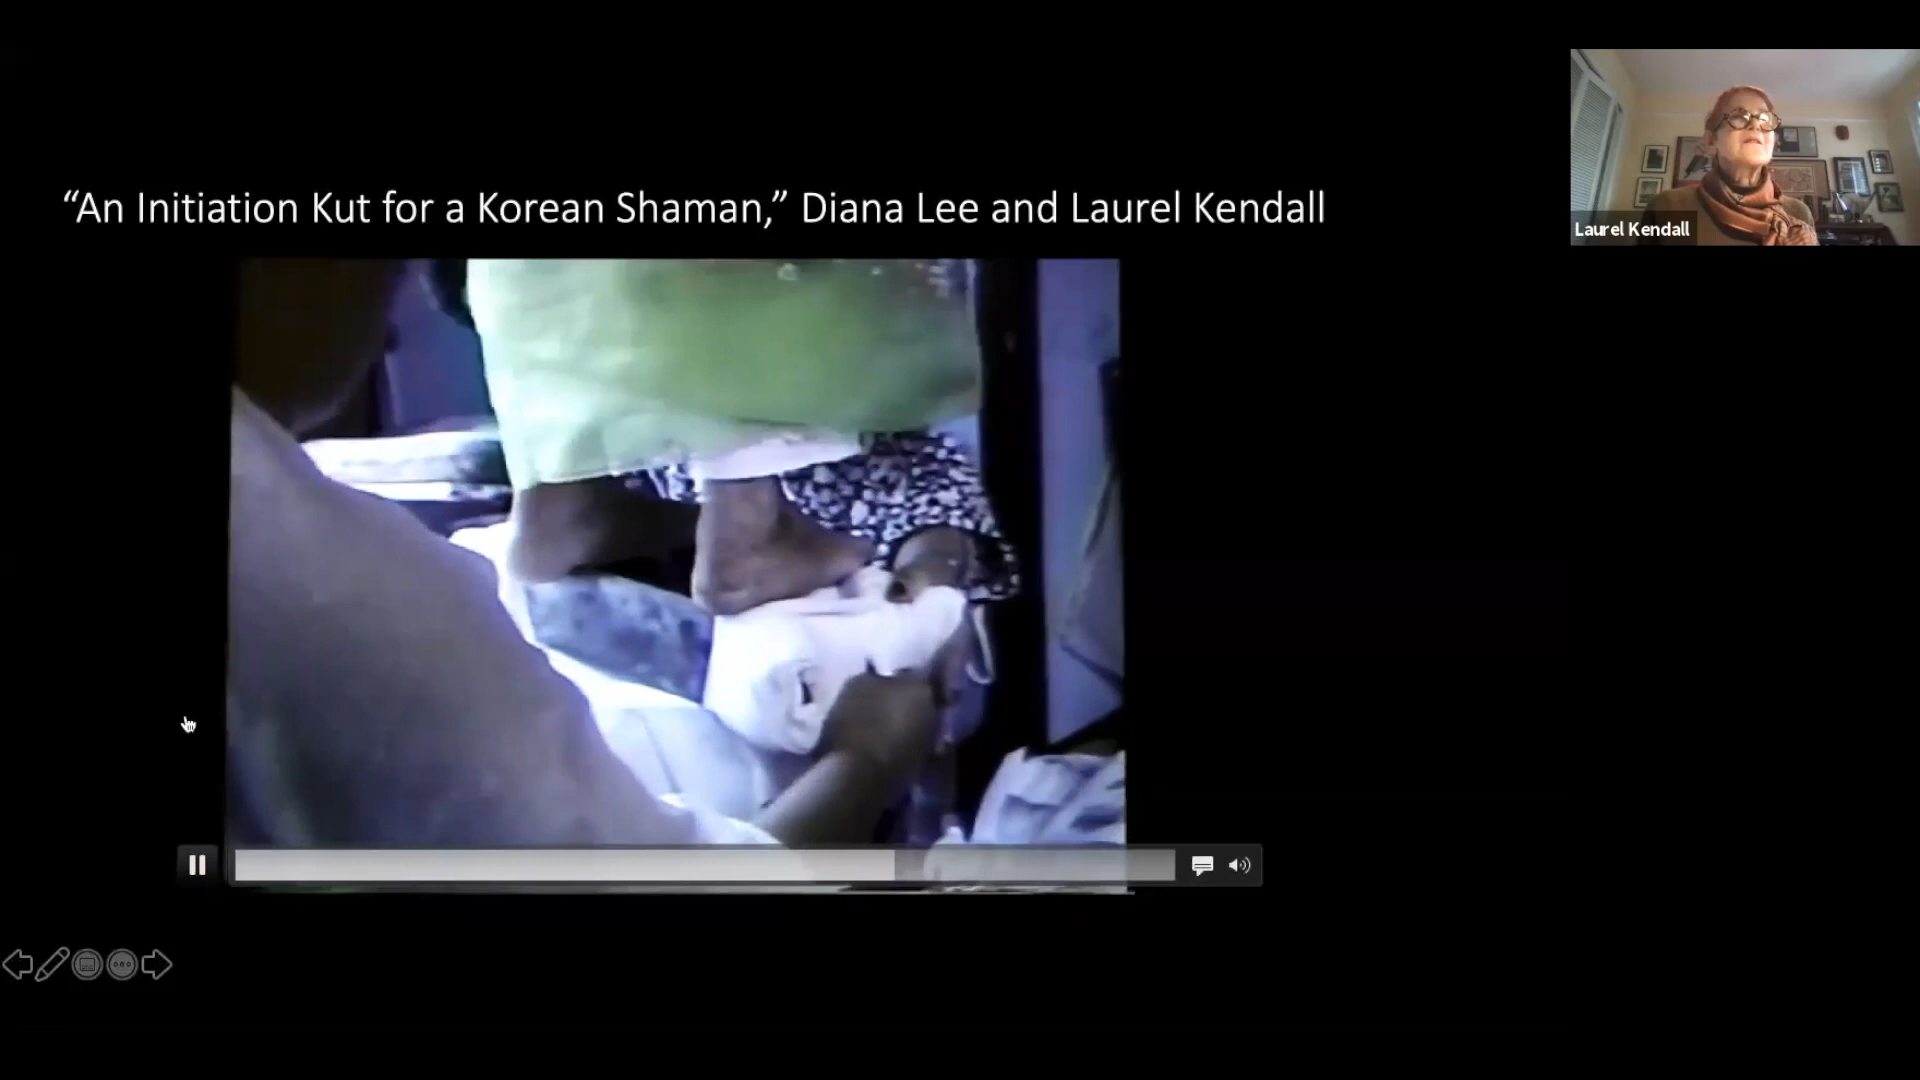 “An Initiation Kut for a Korean Shaman,” Diana Lee and Laurel Kendall
Laurel Kendall